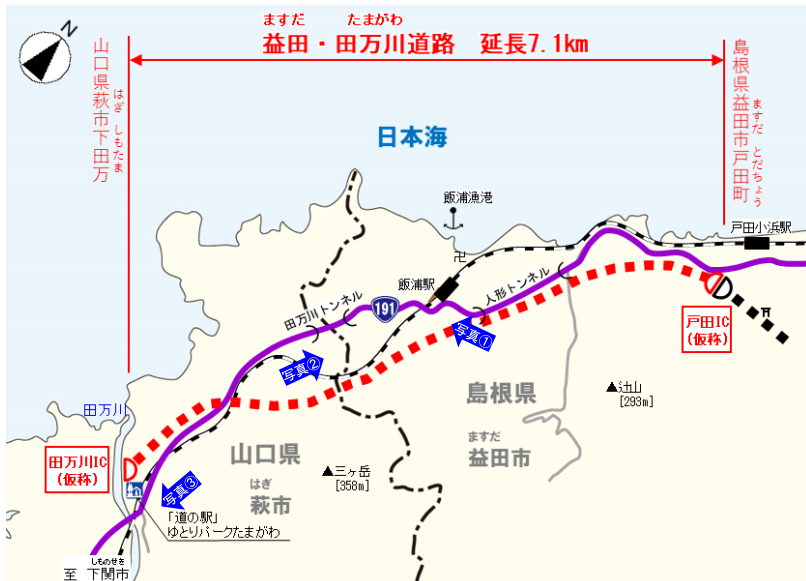 ますだ　たまがわ
益田・田万川道路　延長7.1km
N
山口県萩市下田万
はぎ　しもたま
島根県益田市戸田町
ますだ　とだちょう
日本海
飯浦漁港
戸田小浜駅
卍
飯浦駅
人形トンネル
田万川トンネル
191
写真①
戸田IC
(仮称)
写真②
島根県
▲辻山
[293m]
田万川
ますだ
益田市
山口県
田万川IC
(仮称)
▲三ヶ岳
[358m]
はぎ
萩市
写真③
「道の駅」
ゆとりパークたまがわ
しものせき
至　下関市